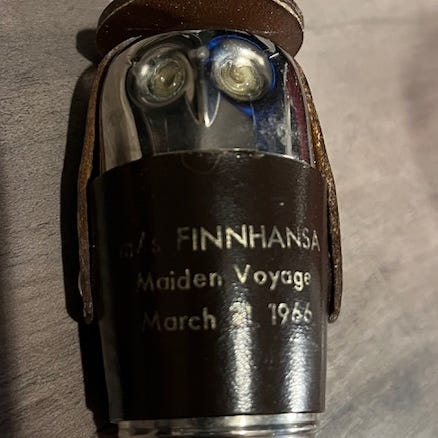 m/s FINNHANSA
Maiden Voyage
March 1966